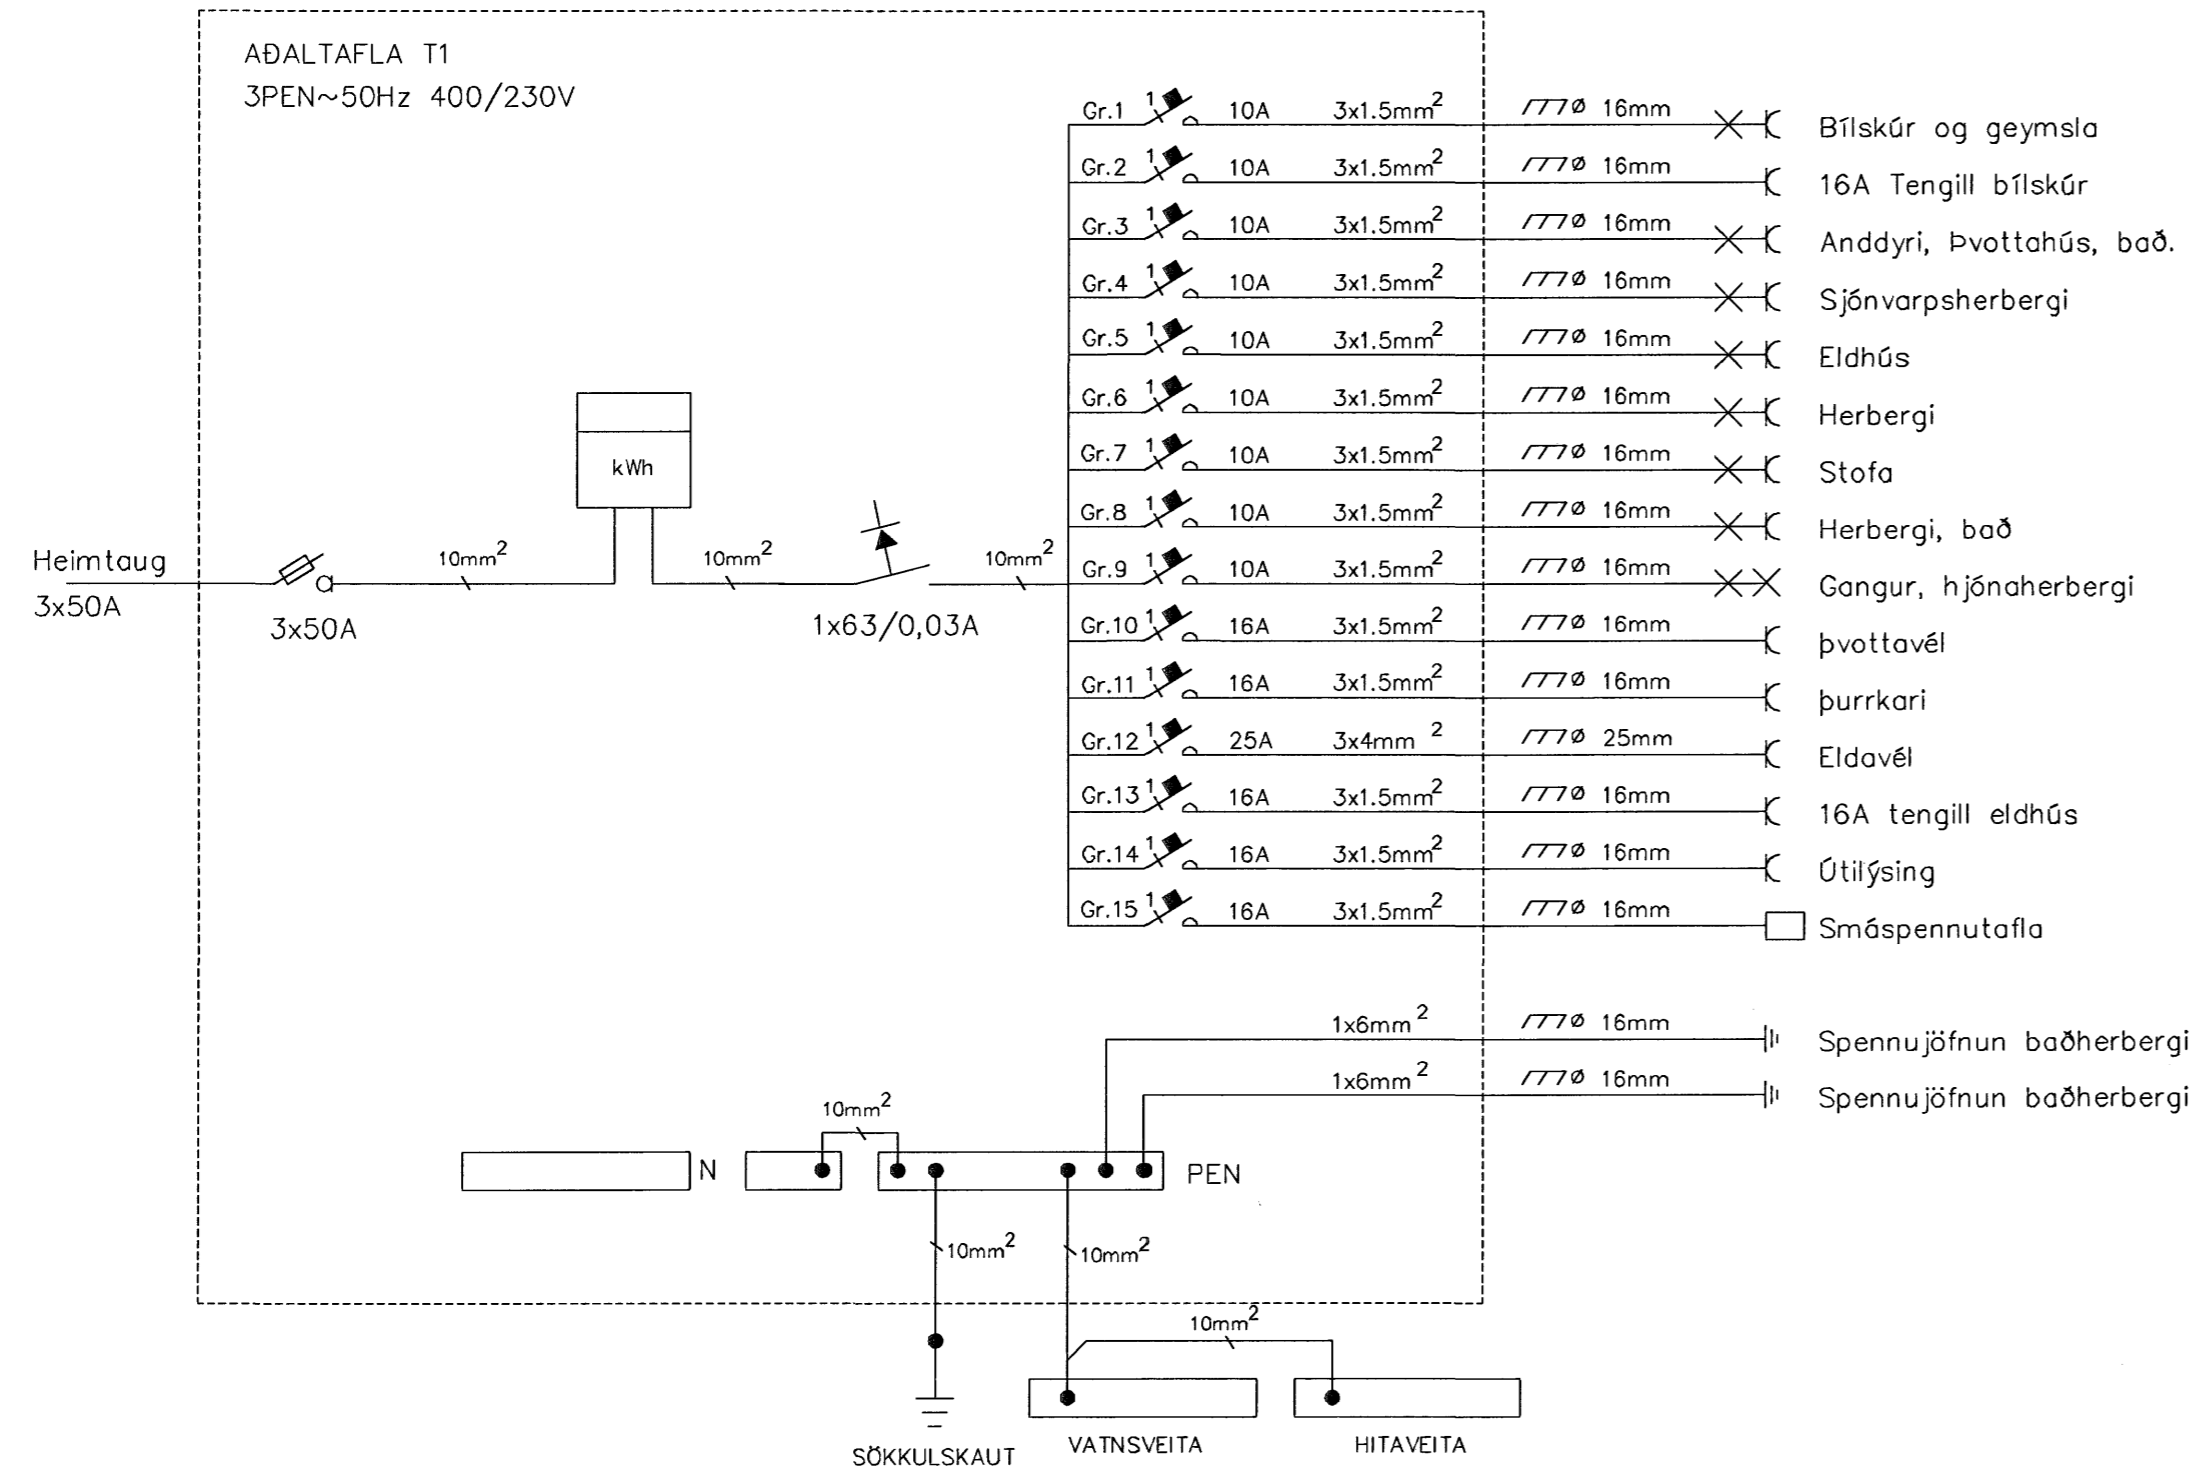 AÐALTAFLA T1
3PEN~50Hz 400/230V
Gr.1 1 10A 3x1.5mm² Ø 16mm Bílskúr og geymsla
Gr.2 1 10A 3x1.5mm² Ø 16mm 16A Tengill bílskúr
Gr.3 1 10A 3x1.5mm² Ø 16mm Anddyri, Þvottahús, bað.
Gr.4 1 10A 3x1.5mm² Ø 16mm Sjónvarpsherbergi
Gr.5 1 10A 3x1.5mm² Ø 16mm Eldhús
Gr.6 1 10A 3x1.5mm² Ø 16mm Herbergi
Gr.7 1 10A 3x1.5mm² Ø 16mm Stofa
Gr.8 1 10A 3x1.5mm² Ø 16mm Herbergi, bað
Gr.9 1 10A 3x1.5mm² Ø 16mm Gangur, hjónaherbergi
Gr.10 1 16A 3x1.5mm² Ø 16mm þvottavél
Gr.11 1 16A 3x1.5mm² Ø 16mm þurrkari
Gr.12 1 25A 3x4mm ² Ø 25mm Eldavél
Gr.13 1 16A 3x1.5mm² Ø 16mm 16A tengill eldhús
Gr.14 1 16A 3x1.5mm² Ø 16mm Útilýsing
Gr.15 1 16A 3x1.5mm² Ø 16mm Smáspennutafla
kWh
Heimtaug 10mm² 10mm² 10mm²
3x50A 3x50A 1x63/0,03A
1x6mm² Ø 16mm Spennujöfnun baðherbergi
1x6mm² Ø 16mm Spennujöfnun baðherbergi
10mm²
N PEN
10mm² 10mm²
10mm²
SÖKKULSKAUT VATNSVEITA HITAVEITA